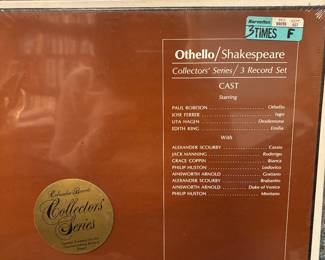 3 TIMES F
Othello/Shakespeare
Collectors' Series/3 Record Set
CAST
Starring
PAUL ROBESON Othello
JOSE FERRER Iago
UTA HAGEN Desdemona
EDITH KING Emilia
With
ALEXANDER SCOURBY Cassio
JACK MANNING Roderigo
GRACE COPPIN Bianca
PHILIP HUSTON Lodovico
AINSWORTH ARNOLD Gratiano
ALEXANDER SCOURBY Brabantio
AINSWORTH ARNOLD Duke of Venice
PHILIP HUSTON Montano
Columbia Records
Collectors'
Series